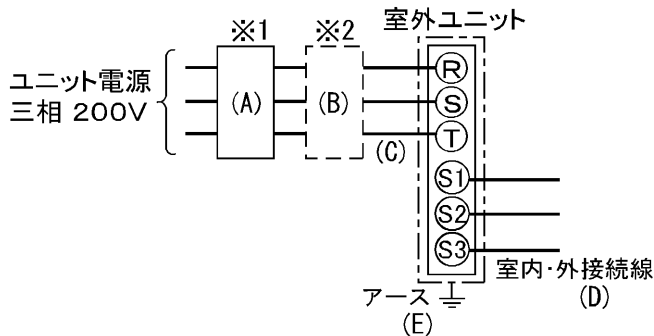 室外ユニット
※1
※2
ユニット電源
三相 200V
(A)
(B)
(C)
R
S
T
S1
S2
S3
室内・外接続線
(D)
アース
(E)